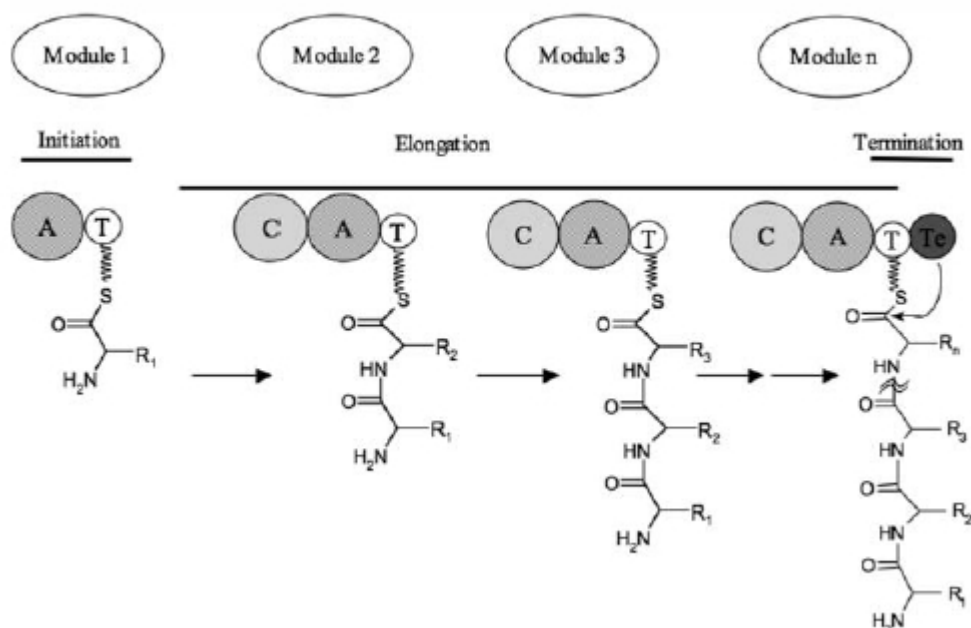 Module 1 Module 2 Module 3 Module n
Initiation Elongation Termination
A T C A T C A T C A T Te
S S S S
O O O O
R₁ R₂ R₃ Rₙ
H₂N HN HN HN
O O O
R₁ R₂ R₃
H₂N HN HN
O O
R₁ R₂
H₂N HN
O
R₁
H₂N